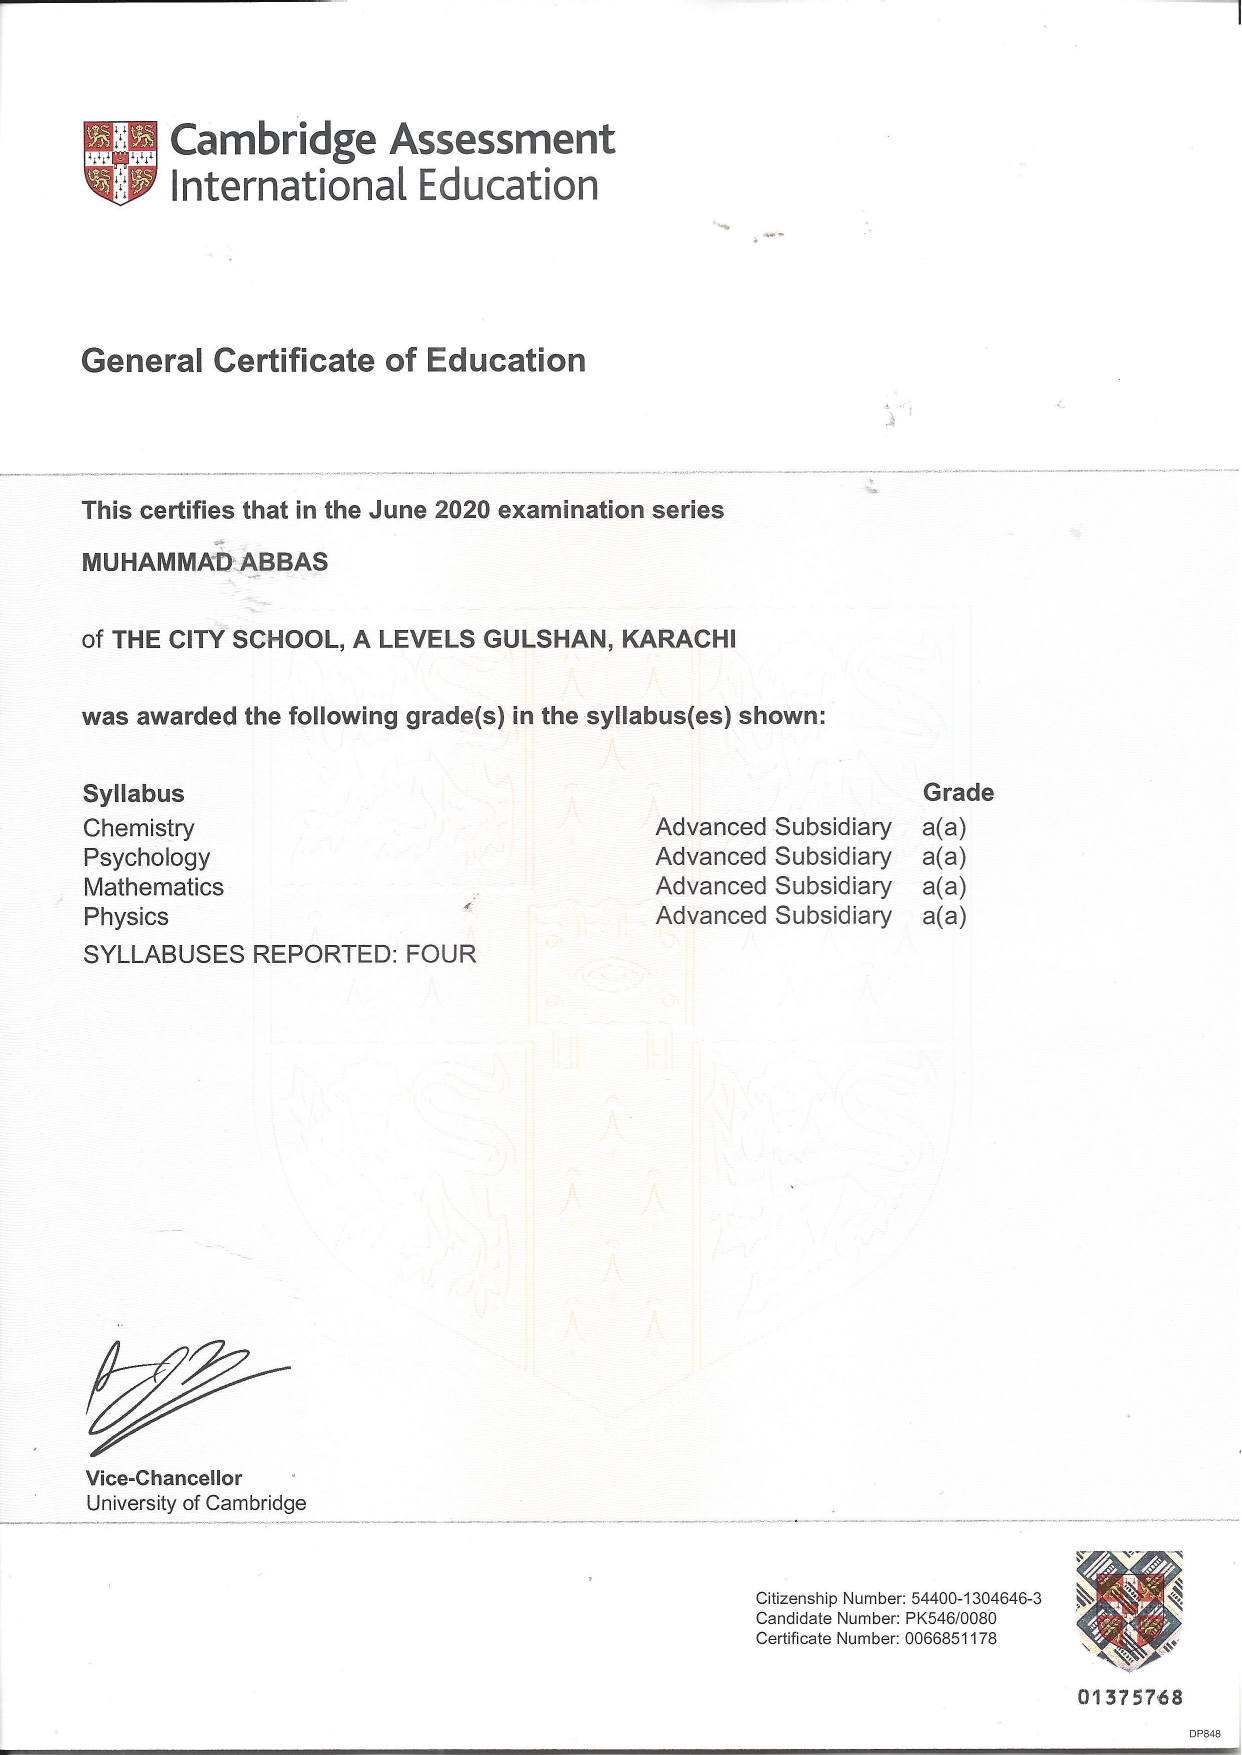 Cambridge Assessment
International Education
General Certificate of Education
This certifies that in the June 2020 examination series
MUHAMMAD ABBAS
of THE CITY SCHOOL, A LEVELS GULSHAN, KARACHI
was awarded the following grade(s) in the syllabus(es) shown:
Syllabus Grade
Chemistry Advanced Subsidiary a(a)
Psychology Advanced Subsidiary a(a)
Mathematics Advanced Subsidiary a(a)
Physics Advanced Subsidiary a(a)
SYLLABUSES REPORTED: FOUR
Vice-Chancellor
University of Cambridge
Citizenship Number: 54400-1304646-3
Candidate Number: PK546/0080
Certificate Number: 0066851178
01375768
DP848